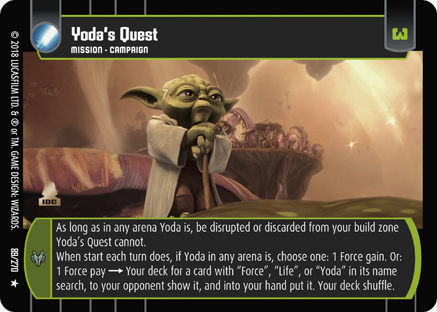 Yoda's Quest
MISSION - CAMPAIGN
3
© 2018 LUCASFILM LTD. & ® or TM. GAME DESIGN: WIZARDS.
IDC
As long as in any arena Yoda is, be disrupted or discarded from your build zone
Yoda's Quest cannot.
When start each turn does, if Yoda in any arena is, choose one: 1 Force gain. Or:
1 Force pay → Your deck for a card with "Force", "Life", or "Yoda" in its name
search, to your opponent show it, and into your hand put it. Your deck shuffle.